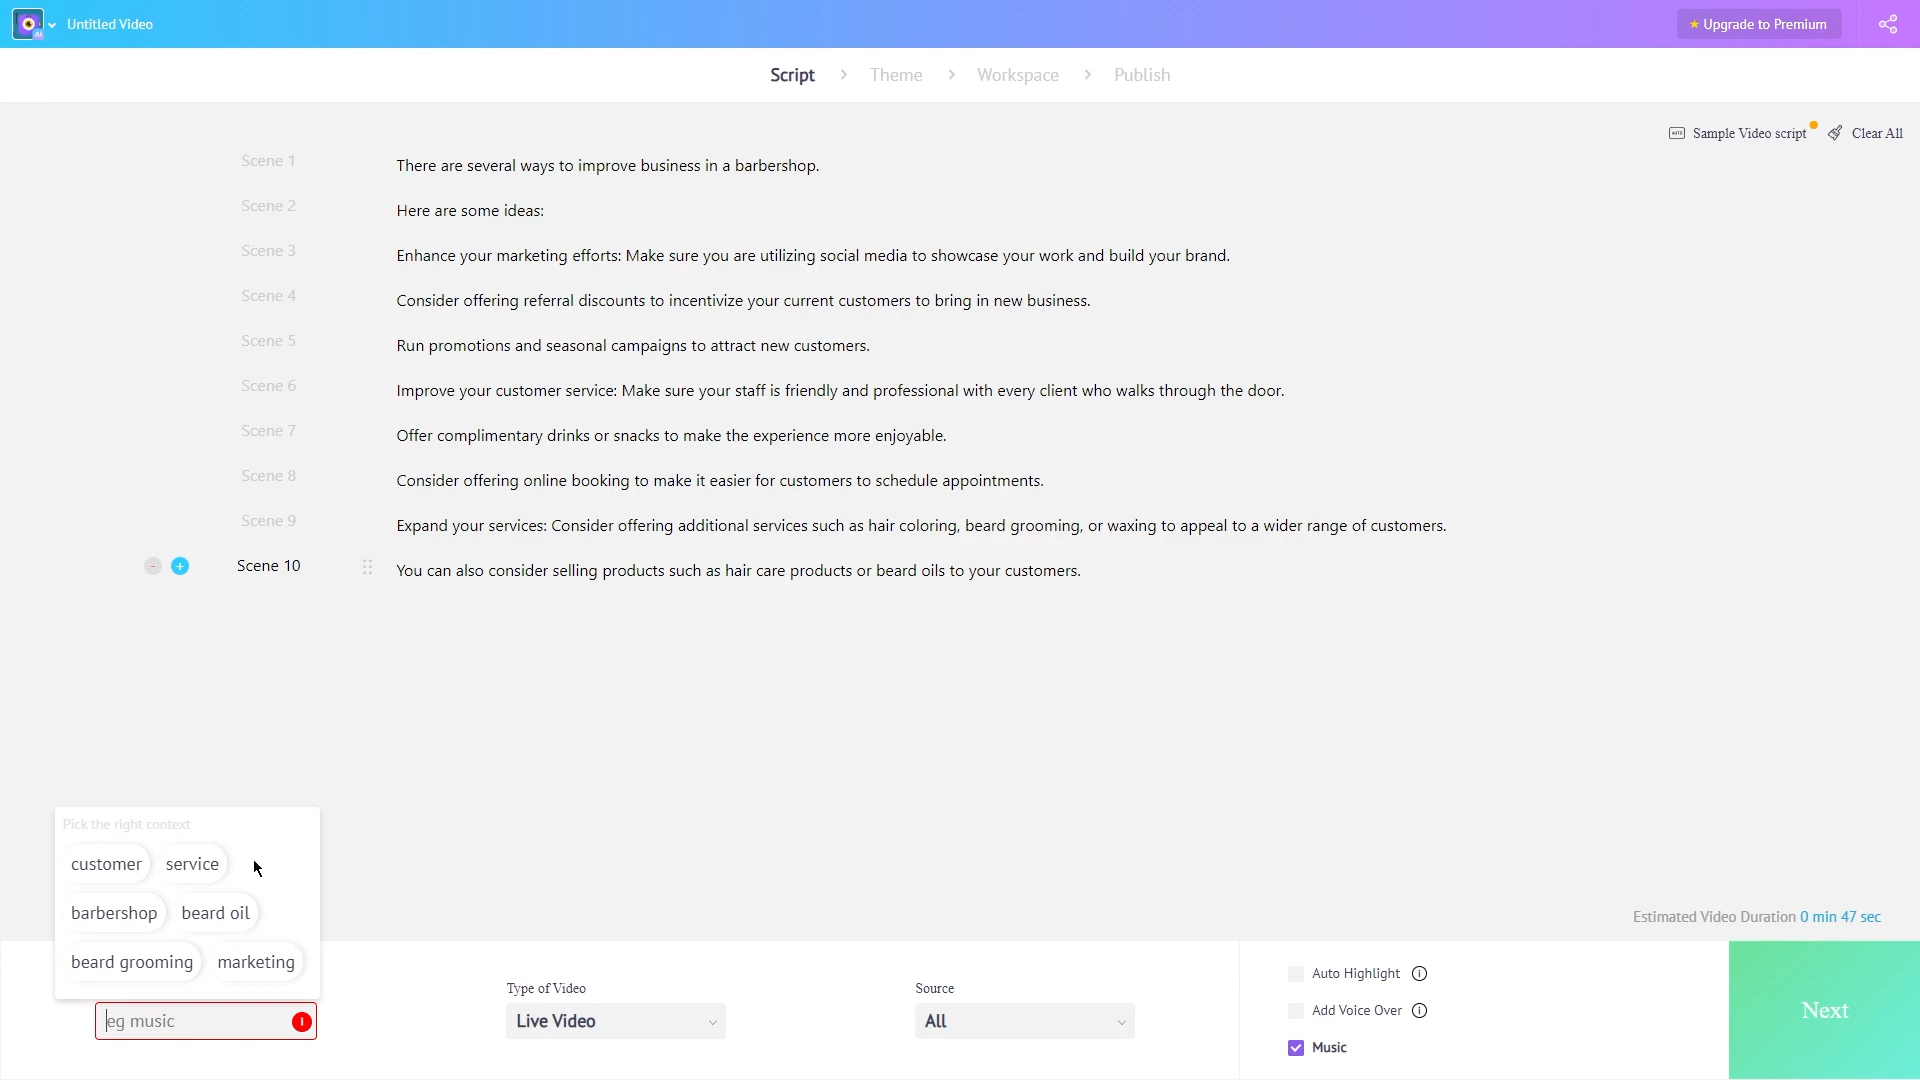 Untitled Video
★ Upgrade to Premium
Script > Theme > Workspace > Publish
Sample Video script Clear All
Scene 1 There are several ways to improve business in a barbershop.
Scene 2 Here are some ideas:
Scene 3 Enhance your marketing efforts: Make sure you are utilizing social media to showcase your work and build your brand.
Scene 4 Consider offering referral discounts to incentivize your current customers to bring in new business.
Scene 5 Run promotions and seasonal campaigns to attract new customers.
Scene 6 Improve your customer service: Make sure your staff is friendly and professional with every client who walks through the door.
Scene 7 Offer complimentary drinks or snacks to make the experience more enjoyable.
Scene 8 Consider offering online booking to make it easier for customers to schedule appointments.
Scene 9 Expand your services: Consider offering additional services such as hair coloring, beard grooming, or waxing to appeal to a wider range of customers.
- + Scene 10 You can also consider selling products such as hair care products or beard oils to your customers.
Pick the right context
customer service
barbershop beard oil
beard grooming marketing
eg music
Estimated Video Duration 0 min 47 sec
Type of Video
Live Video
Source
All
Auto Highlight
Add Voice Over
Music
Next